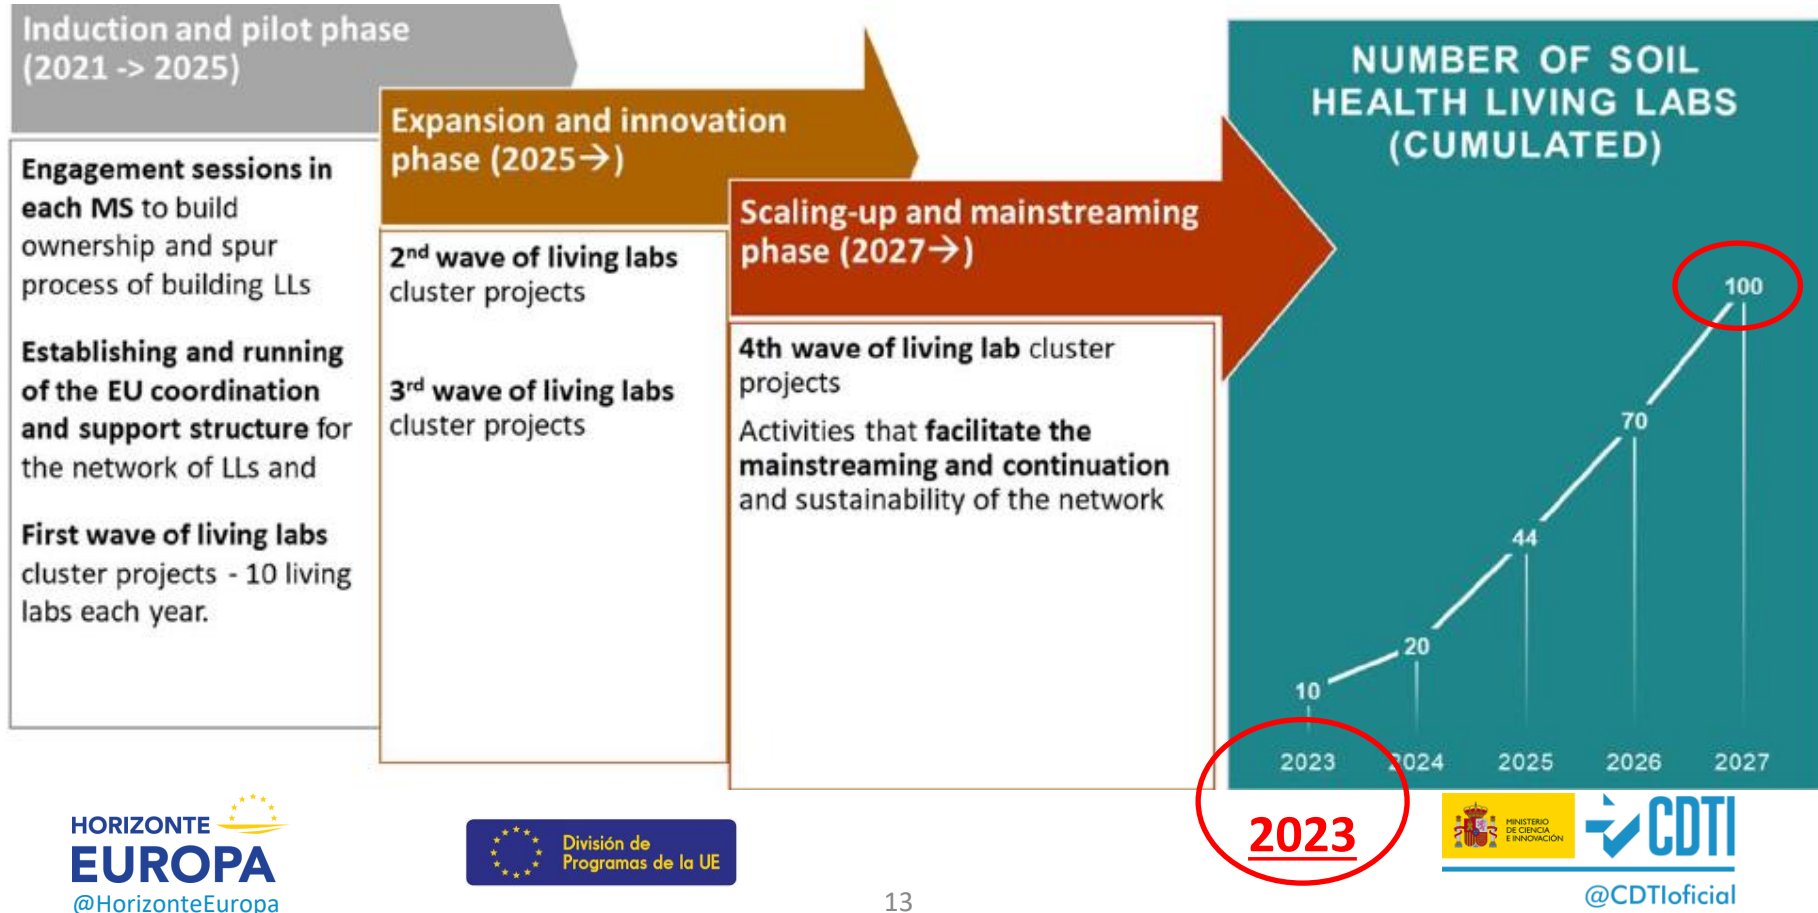 Induction and pilot phase
(2021 -> 2025)
Engagement sessions in
each MS to build
ownership and spur
process of building LLs
Establishing and running
of the EU coordination
and support structure for
the network of LLs and
First wave of living labs
cluster projects - 10 living
labs each year.
Expansion and innovation
phase (2025→)
2nd wave of living labs
cluster projects
3rd wave of living labs
cluster projects
Scaling-up and mainstreaming
phase (2027→)
4th wave of living lab cluster
projects
Activities that facilitate the
mainstreaming and continuation
and sustainability of the network
NUMBER OF SOIL
HEALTH LIVING LABS
(CUMULATED)
100
70
44
20
10
2023 2024 2025 2026 2027
2023
HORIZONTE
EUROPA
@HorizonteEuropa
División de
Programas de la UE
13
MINISTERIO
DE CIENCIA
E INNOVACIÓN
CDTI
@CDTIoficial